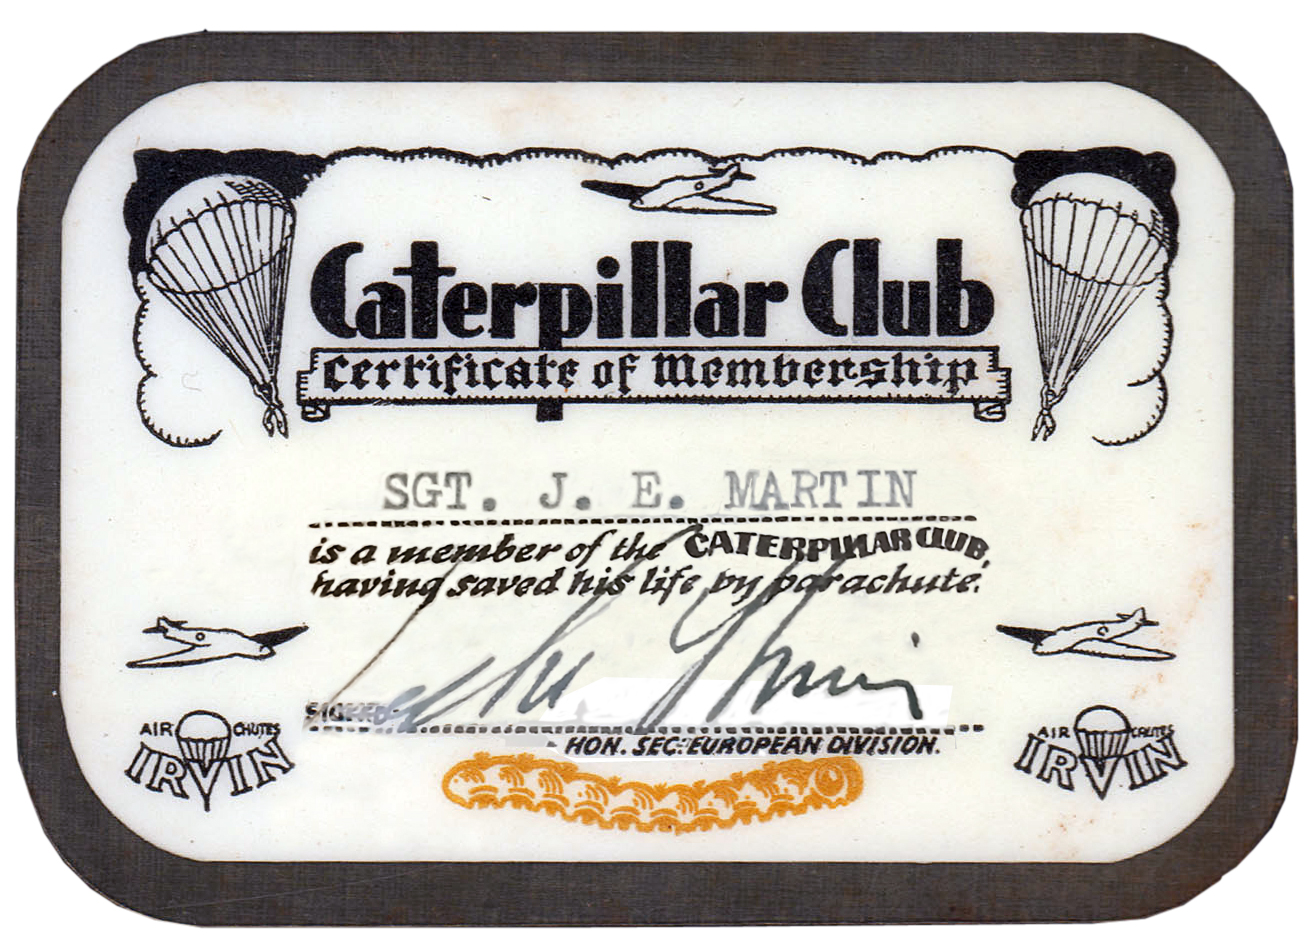 Caterpillar Club
Certificate of Membership
SGT. J. E. MARTIN
is a member of the CATERPILLAR CLUB,
having saved his life by parachute.
SIGNED
HON. SEC. EUROPEAN DIVISION.
AIR CHUTES
IRVIN
AIR CHUTES
IRVIN